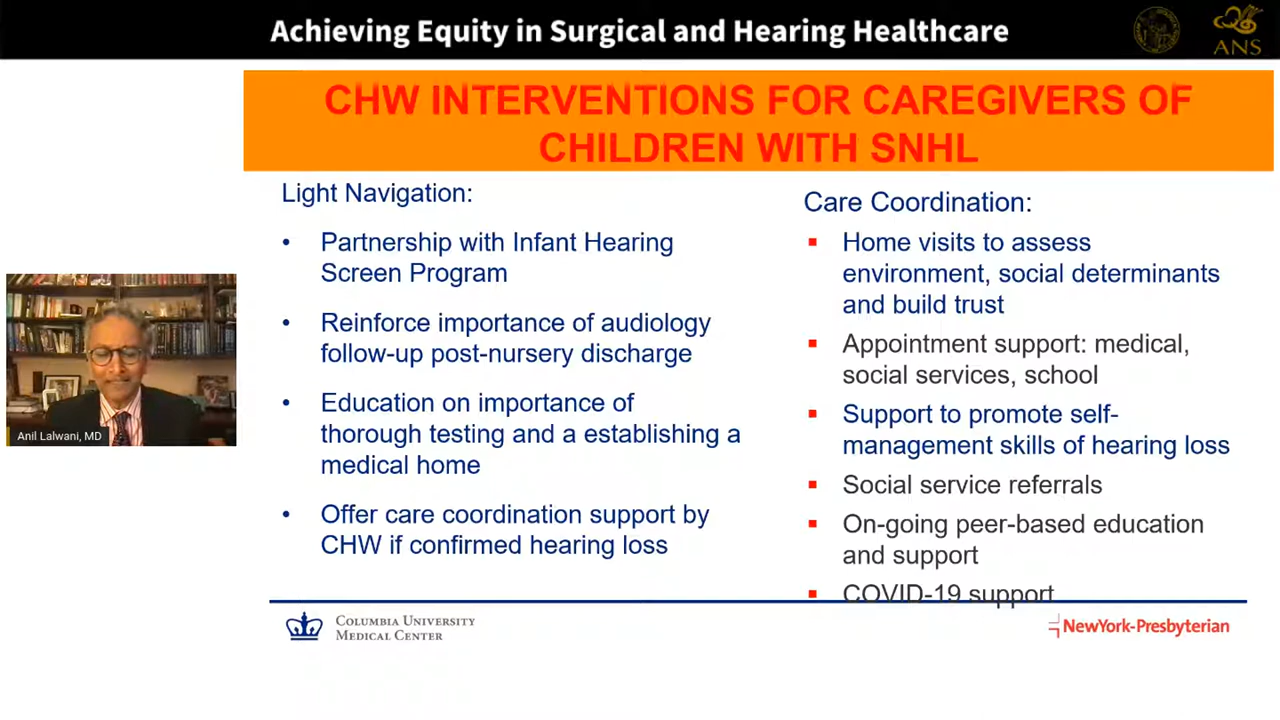 Achieving Equity in Surgical and Hearing Healthcare
ANS
CHW INTERVENTIONS FOR CAREGIVERS OF
CHILDREN WITH SNHL
Light Navigation:
• Partnership with Infant Hearing
Screen Program
• Reinforce importance of audiology
follow-up post-nursery discharge
• Education on importance of
thorough testing and a establishing a
medical home
• Offer care coordination support by
CHW if confirmed hearing loss
Care Coordination:
▪ Home visits to assess
environment, social determinants
and build trust
▪ Appointment support: medical,
social services, school
▪ Support to promote self-
management skills of hearing loss
▪ Social service referrals
▪ On-going peer-based education
and support
▪ COVID-19 support
Anil Lalwani, MD
COLUMBIA UNIVERSITY
MEDICAL CENTER
NewYork-Presbyterian